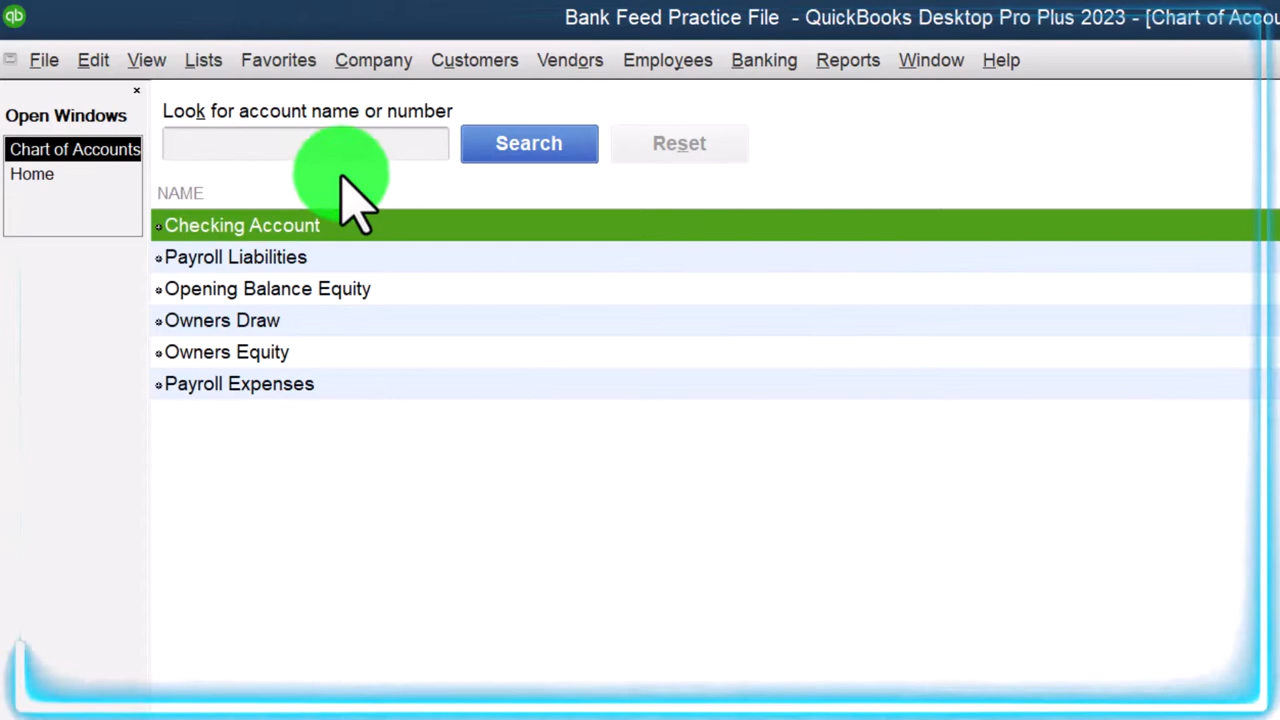 qb
Bank Feed Practice File - QuickBooks Desktop Pro Plus 2023 - [Chart of Accou
File Edit View Lists Favorites Company Customers Vendors Employees Banking Reports Window Help
Open Windows
Chart of Accounts
Home
Look for account name or number
Search Reset
NAME
Checking Account
Payroll Liabilities
Opening Balance Equity
Owners Draw
Owners Equity
Payroll Expenses